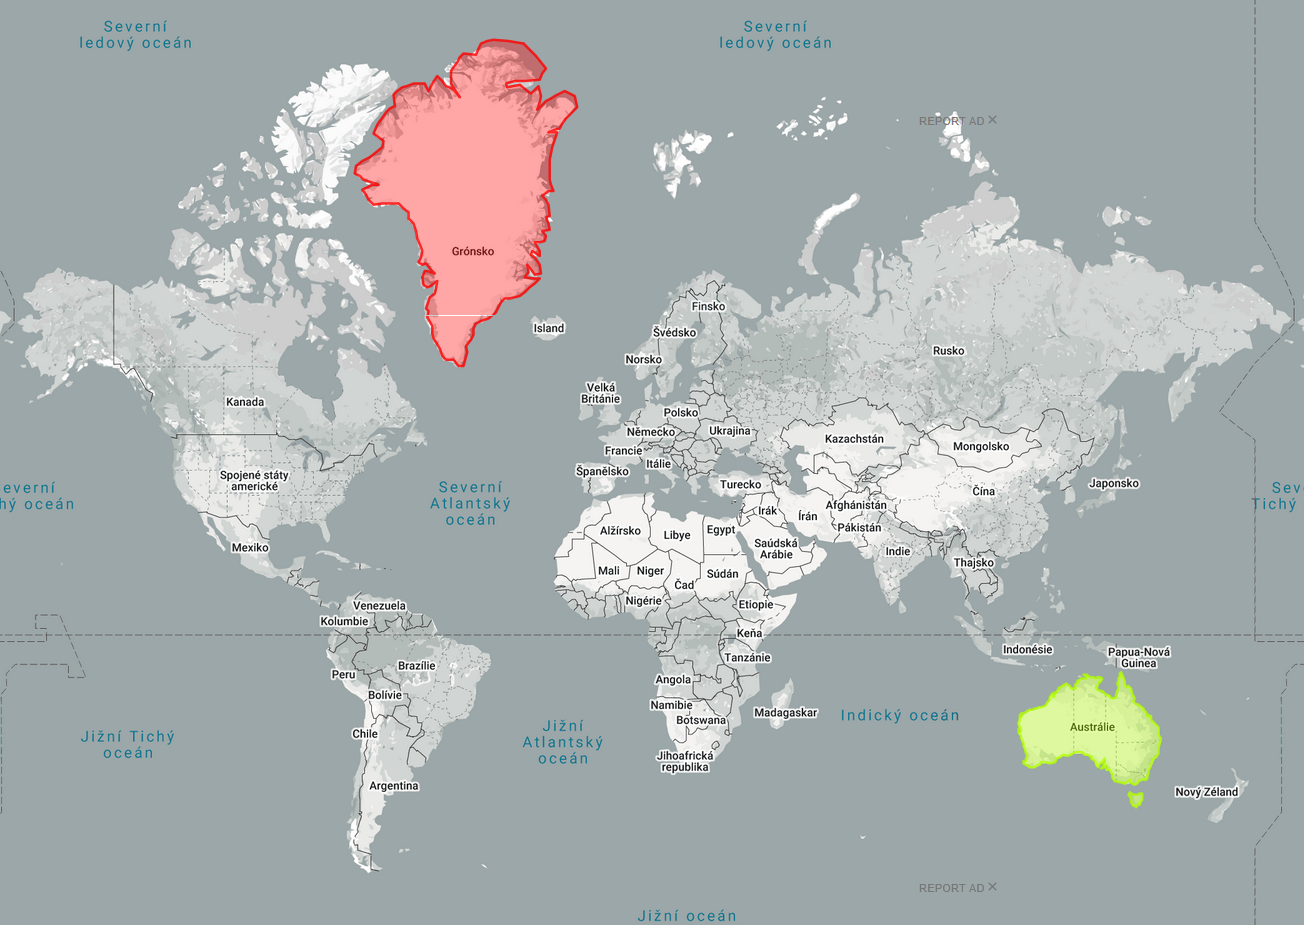 Severní
ledový oceán
Severní
ledový oceán
REPORT AD ✕
Grónsko
Island
Finsko
Švédsko
Norsko
Rusko
Velká
Británie
Kanada
Polsko
Německo
Ukrajina
Kazachstán
Mongolsko
Francie
Itálie
Španělsko
Turecko
Spojené státy
americké
everní
hý oceán
Severní
Atlantský
oceán
Čína
Japonsko
Sev
Tichý
Afghánistán
Írán
Irák
Pákistán
Alžírsko
Libye
Egypt
Saúdská
Arábie
Mexiko
Indie
Thajsko
Mali
Niger
Čad
Súdán
Nigérie
Etiopie
Venezuela
Kolumbie
Keňa
Indonésie
Papua-Nová
Guinea
Tanzánie
Brazílie
Peru
Angola
Bolívie
Namibie
Botswana
Madagaskar
Indický oceán
Austrálie
Jižní Tichý
oceán
Chile
Jižní
Atlantský
oceán
Jihoafrická
republika
Argentina
Nový Zéland
REPORT AD ✕
Jižní oceán